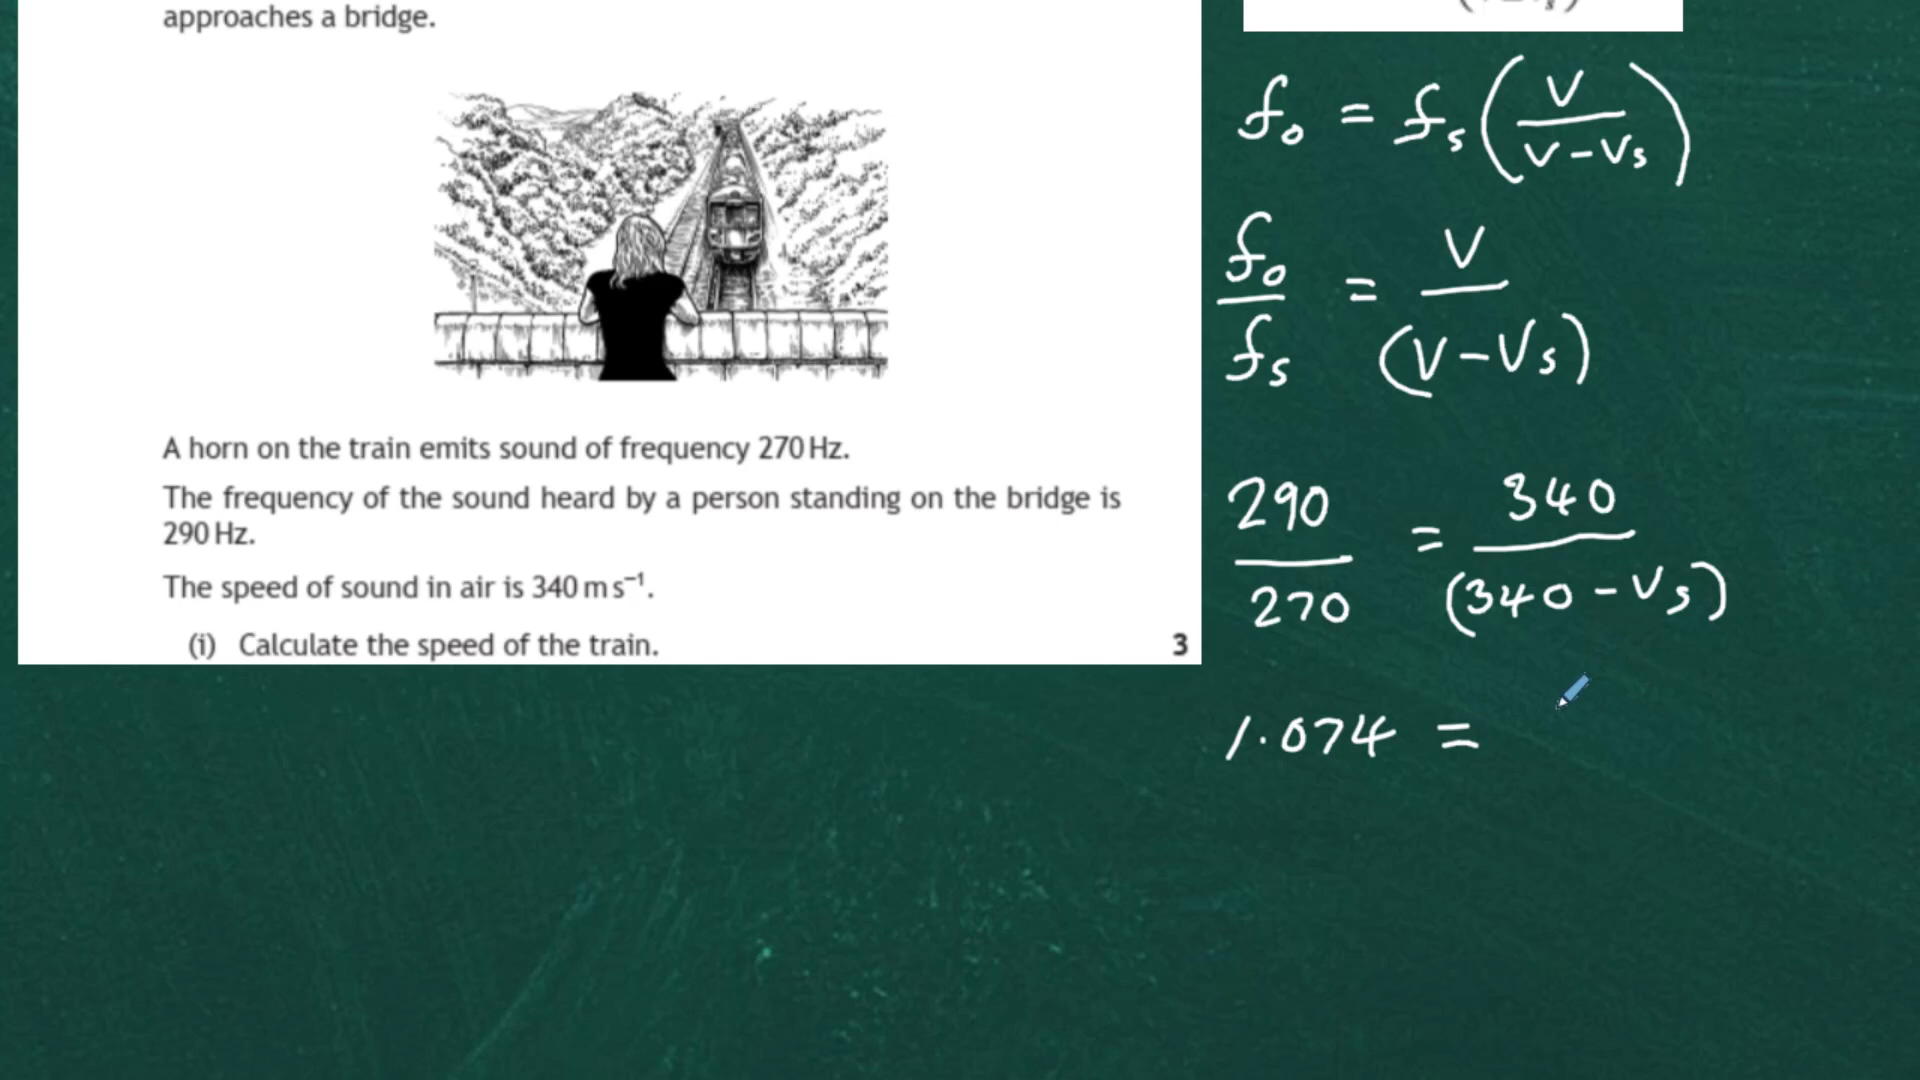 approaches a bridge.
A horn on the train emits sound of frequency 270 Hz.
The frequency of the sound heard by a person standing on the bridge is
290 Hz.
The speed of sound in air is 340 m s⁻¹.
(i) Calculate the speed of the train. 3
fₒ = fₛ (v / v - vₛ)
fₒ / fₛ = v / (v - vₛ)
290 / 270 = 340 / (340 - vₛ)
1.074 =